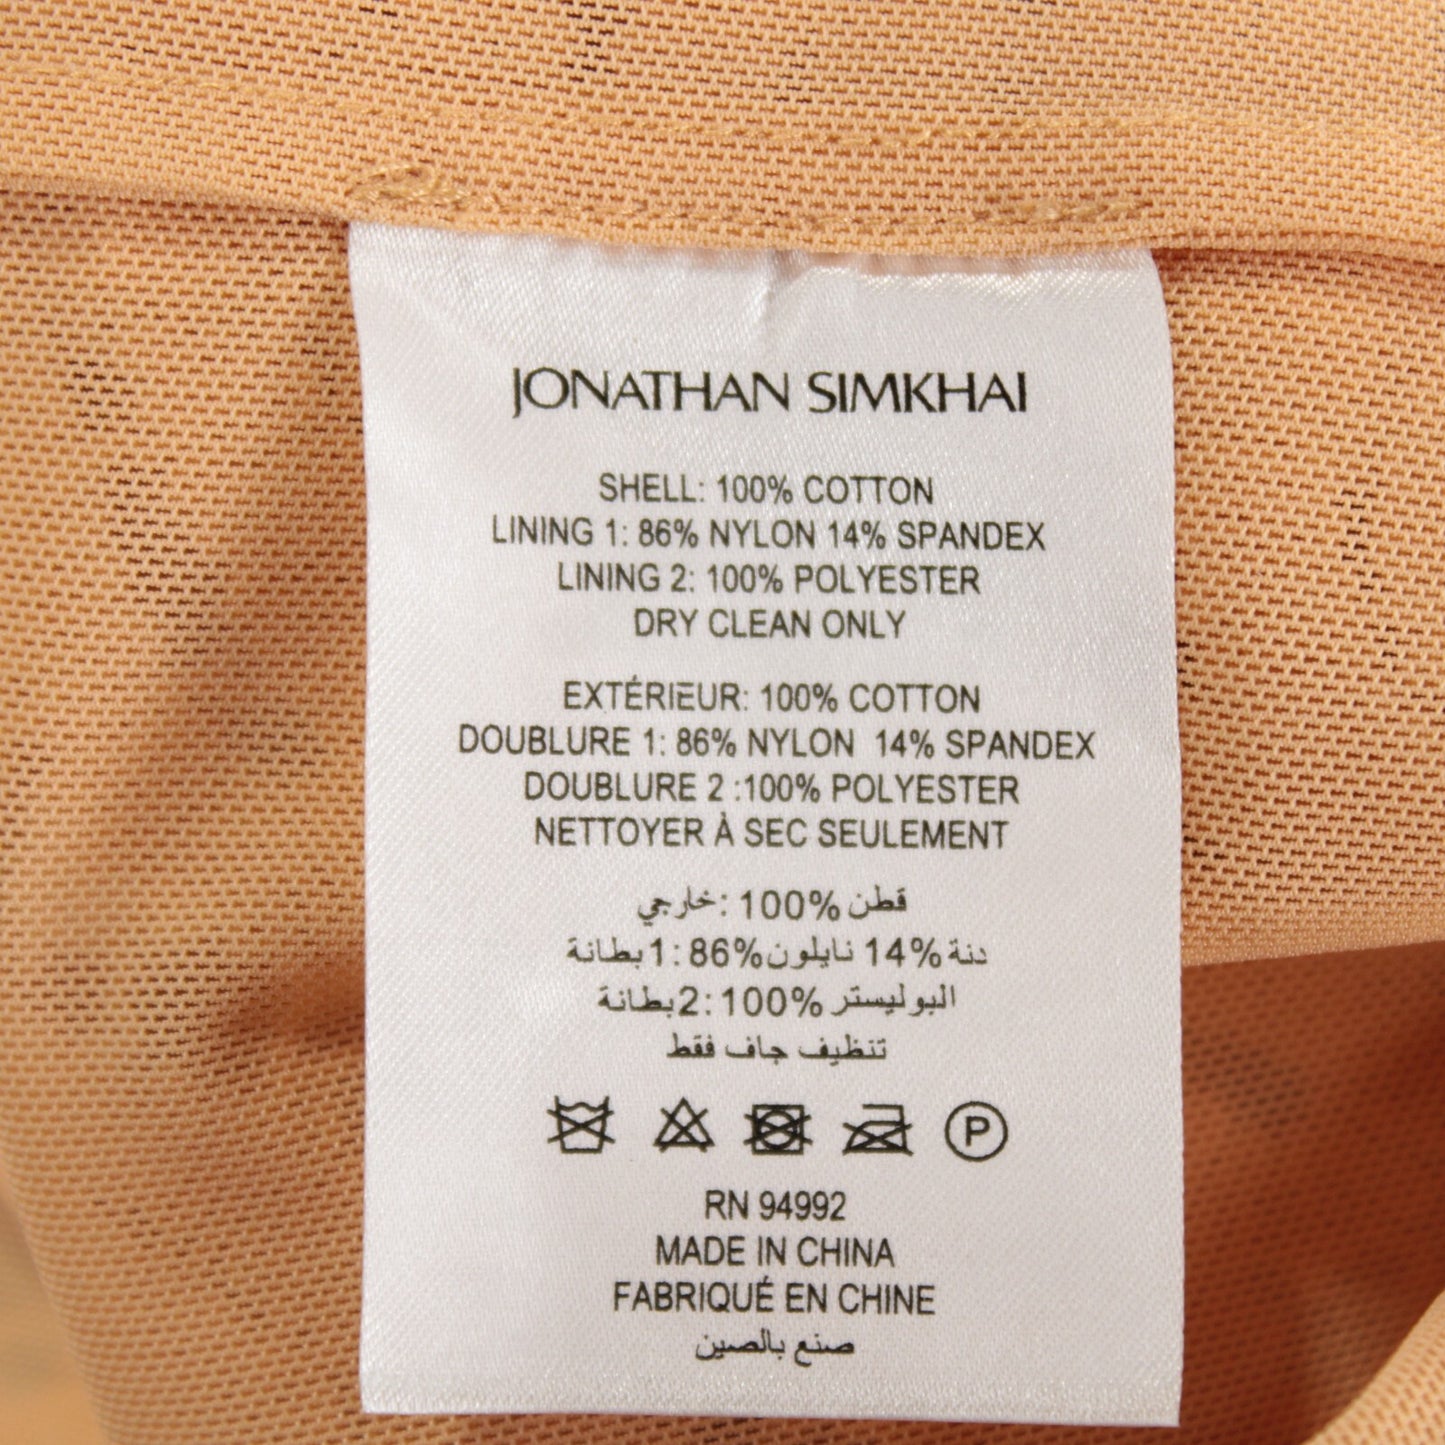 JONATHAN SIMKHAI
SHELL: 100% COTTON
LINING 1: 86% NYLON 14% SPANDEX
LINING 2: 100% POLYESTER
DRY CLEAN ONLY
EXTÉRIEUR: 100% COTTON
DOUBLURE 1: 86% NYLON 14% SPANDEX
DOUBLURE 2 :100% POLYESTER
NETTOYER À SEC SEULEMENT
خارجي: 100% قطن
بطانة1: 86% نايلون 14% دنة
بطانة2: 100% البوليستر
تنظيف جاف فقط
P
RN 94992
MADE IN CHINA
FABRIQUÉ EN CHINE
صنع بالصين